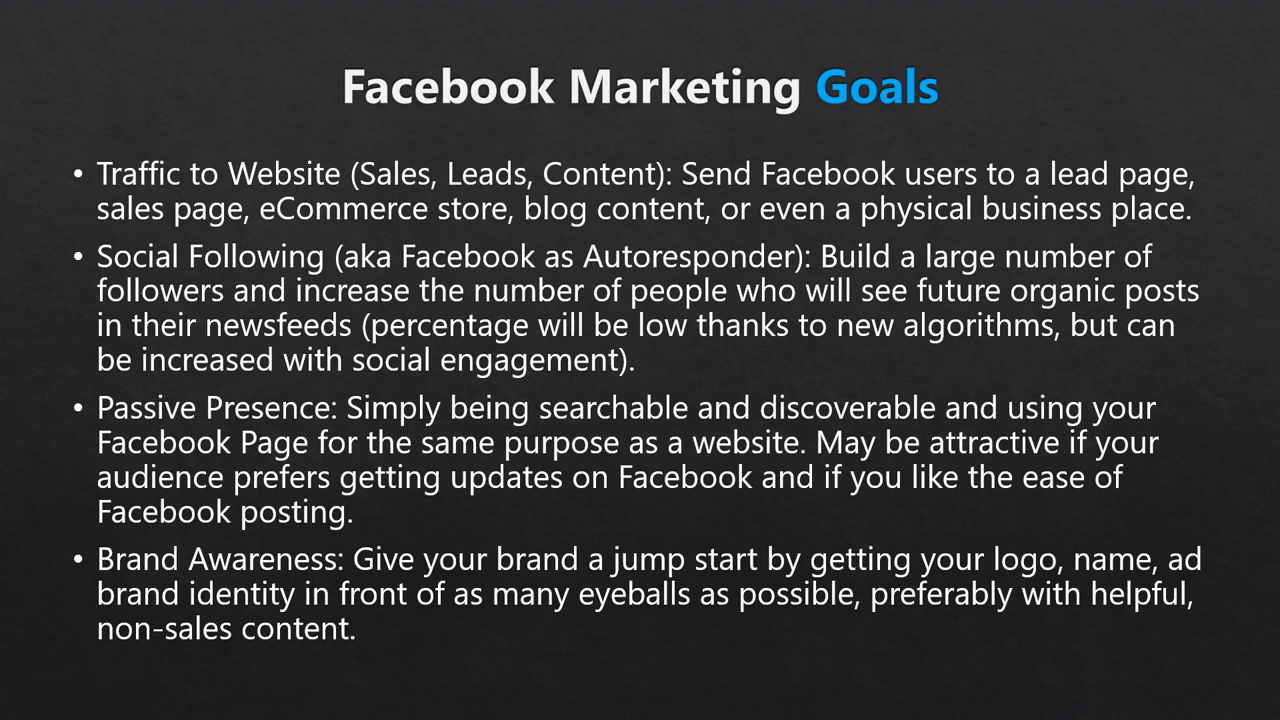 Facebook Marketing Goals
• Traffic to Website (Sales, Leads, Content): Send Facebook users to a lead page,
sales page, eCommerce store, blog content, or even a physical business place.
• Social Following (aka Facebook as Autoresponder): Build a large number of
followers and increase the number of people who will see future organic posts
in their newsfeeds (percentage will be low thanks to new algorithms, but can
be increased with social engagement).
• Passive Presence: Simply being searchable and discoverable and using your
Facebook Page for the same purpose as a website. May be attractive if your
audience prefers getting updates on Facebook and if you like the ease of
Facebook posting.
• Brand Awareness: Give your brand a jump start by getting your logo, name, ad
brand identity in front of as many eyeballs as possible, preferably with helpful,
non-sales content.